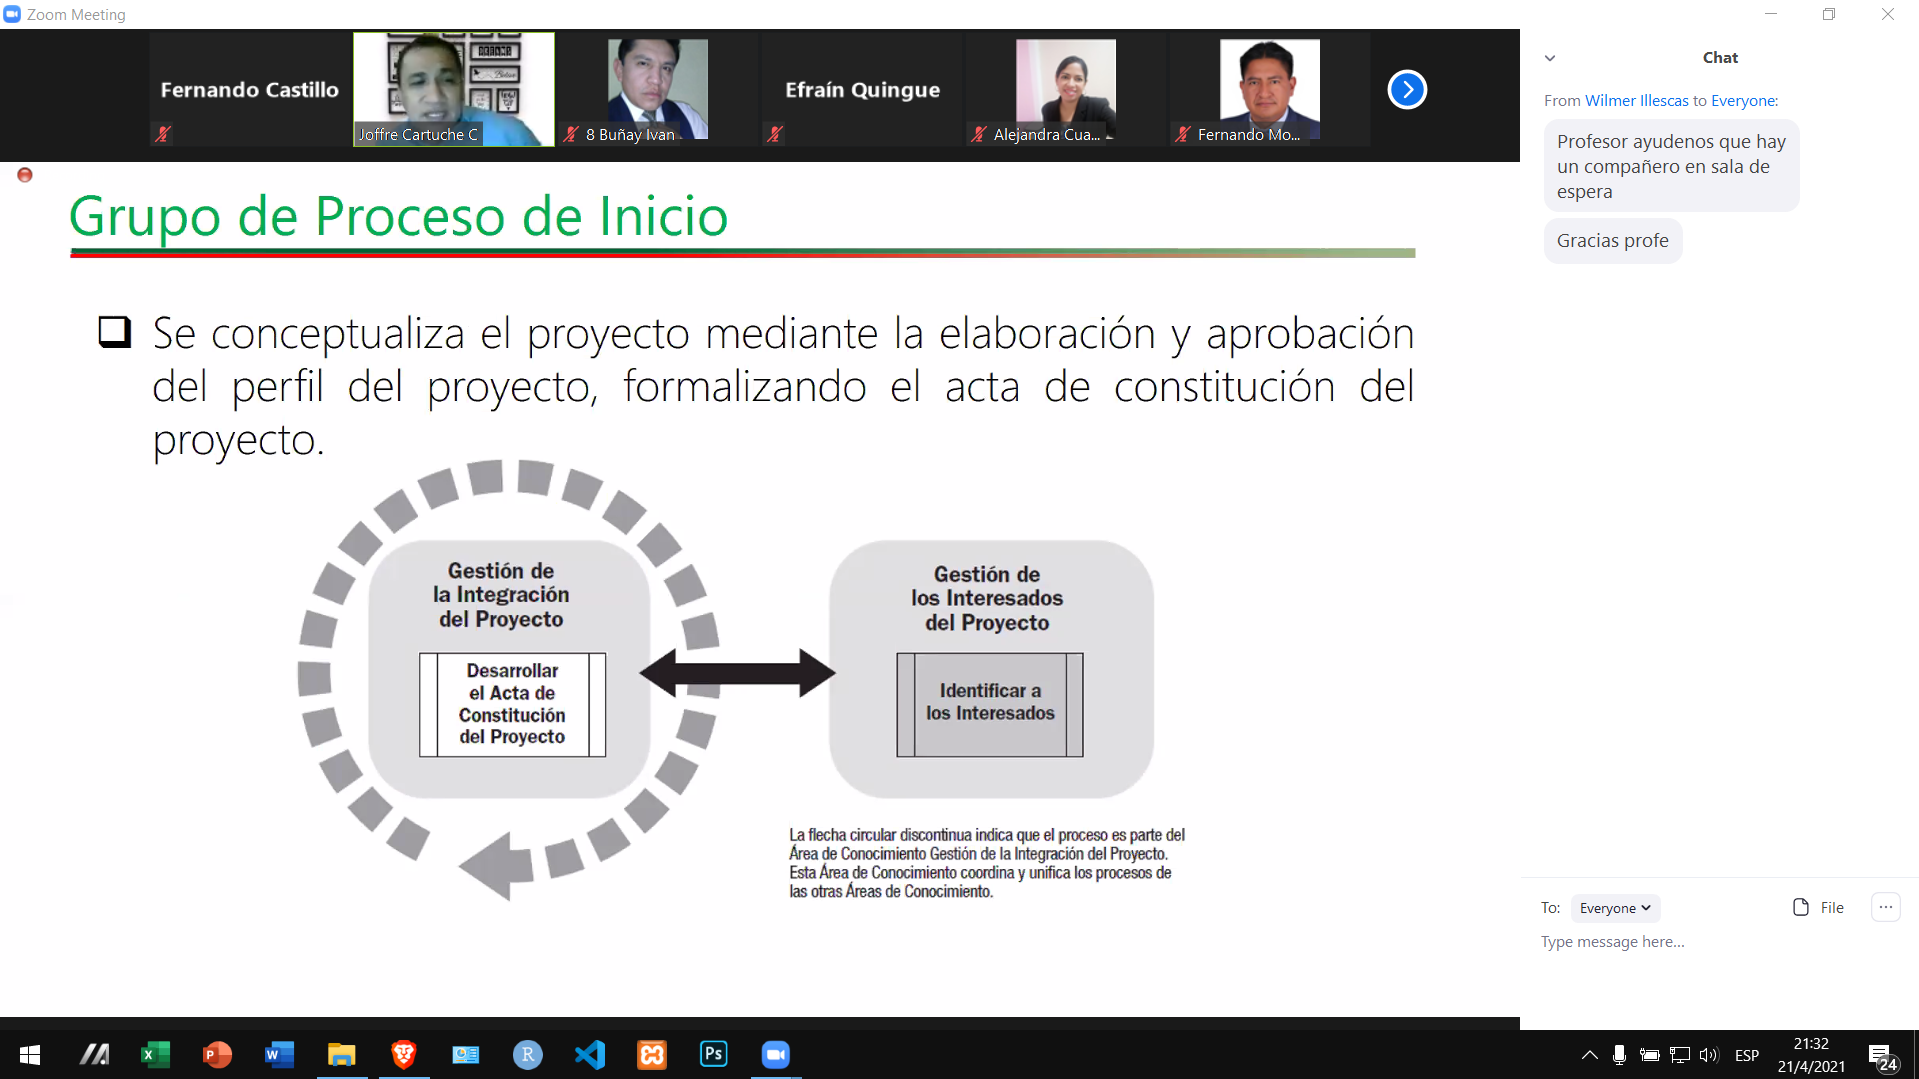 Zoom Meeting
Fernando Castillo
Joffre Cartuche C
8 Buñay Ivan
Efraín Quingue
Alejandra Cua...
Fernando Mo...
Grupo de Proceso de Inicio
Se conceptualiza el proyecto mediante la elaboración y aprobación
del perfil del proyecto, formalizando el acta de constitución del
proyecto.
Gestión de
la Integración
del Proyecto
Desarrollar
el Acta de
Constitución
del Proyecto
Gestión de
los Interesados
del Proyecto
Identificar a
los Interesados
La flecha circular discontinua indica que el proceso es parte del
Área de Conocimiento Gestión de la Integración del Proyecto.
Esta Área de Conocimiento coordina y unifica los procesos de
las otras Áreas de Conocimiento.
Chat
From Wilmer Illescas to Everyone:
Profesor ayudenos que hay
un compañero en sala de
espera
Gracias profe
To: Everyone
File
Type message here...
ESP
21:32
21/4/2021
24